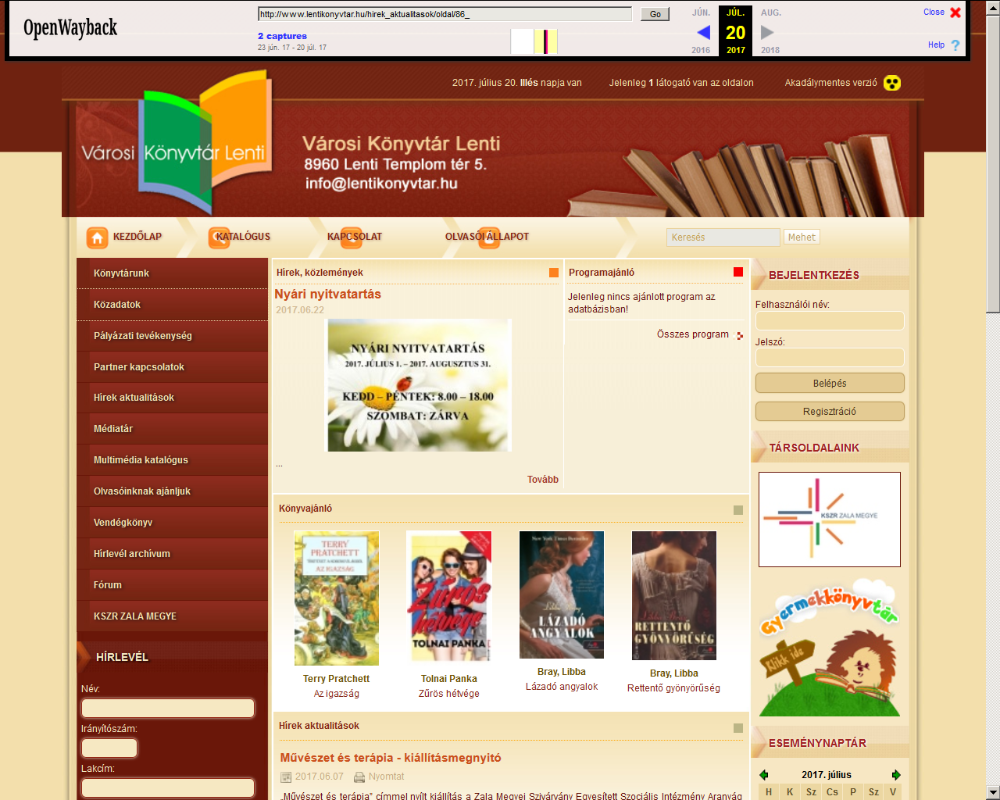 OpenWayback
http://www.lentikonyvtar.hu/hirek_aktualitasok/oldal/86_
Go
JÚN.
JÚL.
AUG.
Close
2 captures
20
23 jún. 17 - 20 júl. 17
2016
2017
2018
Help
?
2017. július 20. Illés napja van
Jelenleg 1 látogató van az oldalon
Akadálymentes verzió
Városi Könyvtár Lenti
Városi Könyvtár Lenti
8960 Lenti Templom tér 5.
info@lentikonyvtar.hu
KEZDŐLAP
KATALÓGUS
KAPCSOLAT
OLVASÓI ÁLLAPOT
Keresés
Mehet
Könyvtárunk
Közadatok
Pályázati tevékenység
Partner kapcsolatok
Hírek aktualitások
Médiatár
Multimédia katalógus
Olvasóinknak ajánljuk
Vendégkönyv
Hírlevél archívum
Fórum
KSZR ZALA MEGYE
HÍRLEVÉL
Név:
Irányítószám:
Lakcím:
Hírek, közlemények
Nyári nyitvatartás
2017.06.22
NYÁRI NYITVATARTÁS
2017. JÚLIUS 1. – 2017. AUGUSZTUS 31.
KEDD – PÉNTEK: 8.00 – 18.00
SZOMBAT: ZÁRVA
...
Tovább
Programajánló
Jelenleg nincs ajánlott program az
adatbázisban!
Összes program
Könyvajánló
TERRY
PRATCHETT
AZ IGAZSÁG
Zűrös
hétvége
TOLNAI PANKA
New York Times Bestseller
Libba Bray
LÁZADÓ
ANGYALOK
Libba Bray
RETTENTŐ
GYÖNYÖRŰSÉG
Terry Pratchett
Az igazság
Tolnai Panka
Zűrös hétvége
Bray, Libba
Lázadó angyalok
Bray, Libba
Rettentő gyönyörűség
Hírek aktualitások
Művészet és terápia - kiállításmegnyitó
2017.06.07
Nyomtat
„Művészet és terápia” címmel nyílt kiállítás a Zala Megyei Szivárvány Egyesített Szociális Intézmény Aranyág
BEJELENTKEZÉS
Felhasználói név:
Jelszó:
Belépés
Regisztráció
TÁRSOLDALAINK
KSZR ZALA MEGYE
Gyermekkönyvtár
Klikk ide
ESEMÉNYNAPTÁR
2017. július
H K Sz Cs P Sz V